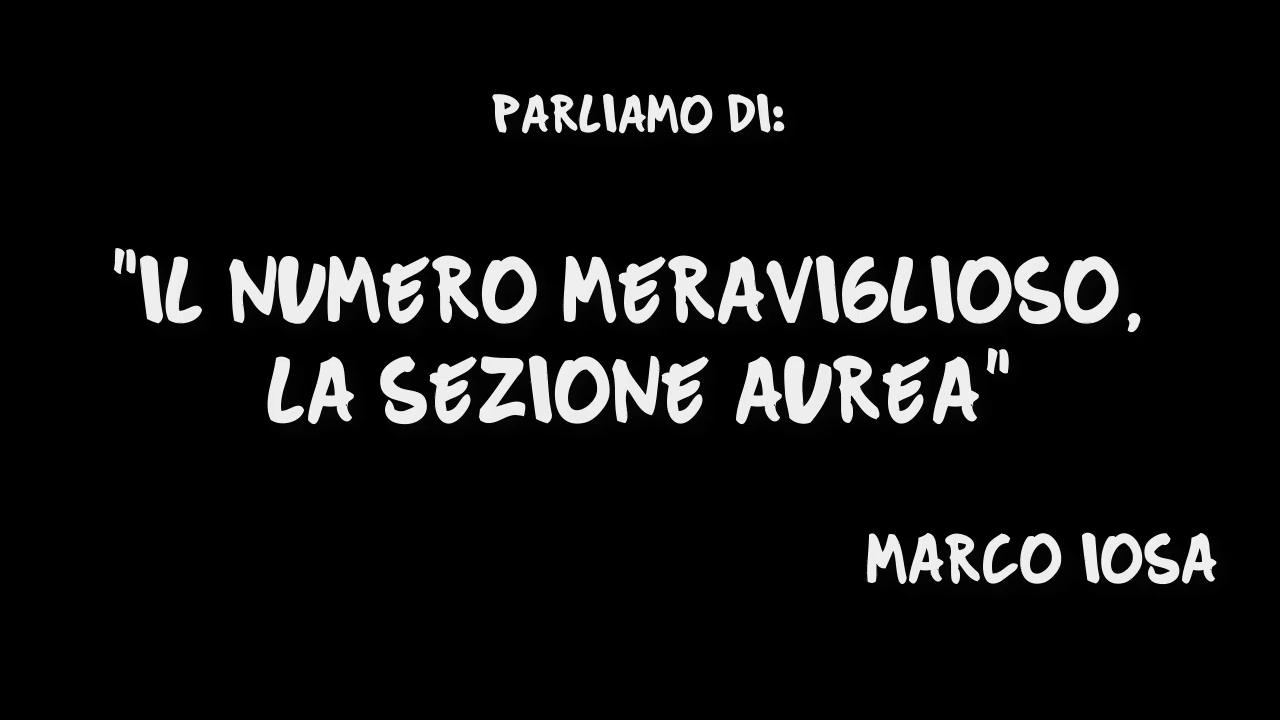 PARLIAMO DI:
"IL NUMERO MERAVIGLIOSO,
LA SEZIONE AUREA"
MARCO IOSA